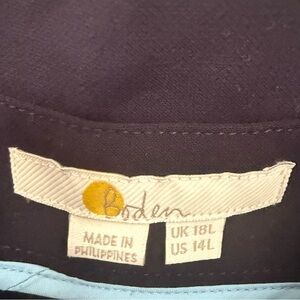 Boden
MADE IN
PHILIPPINES
UK 18L
US 14L